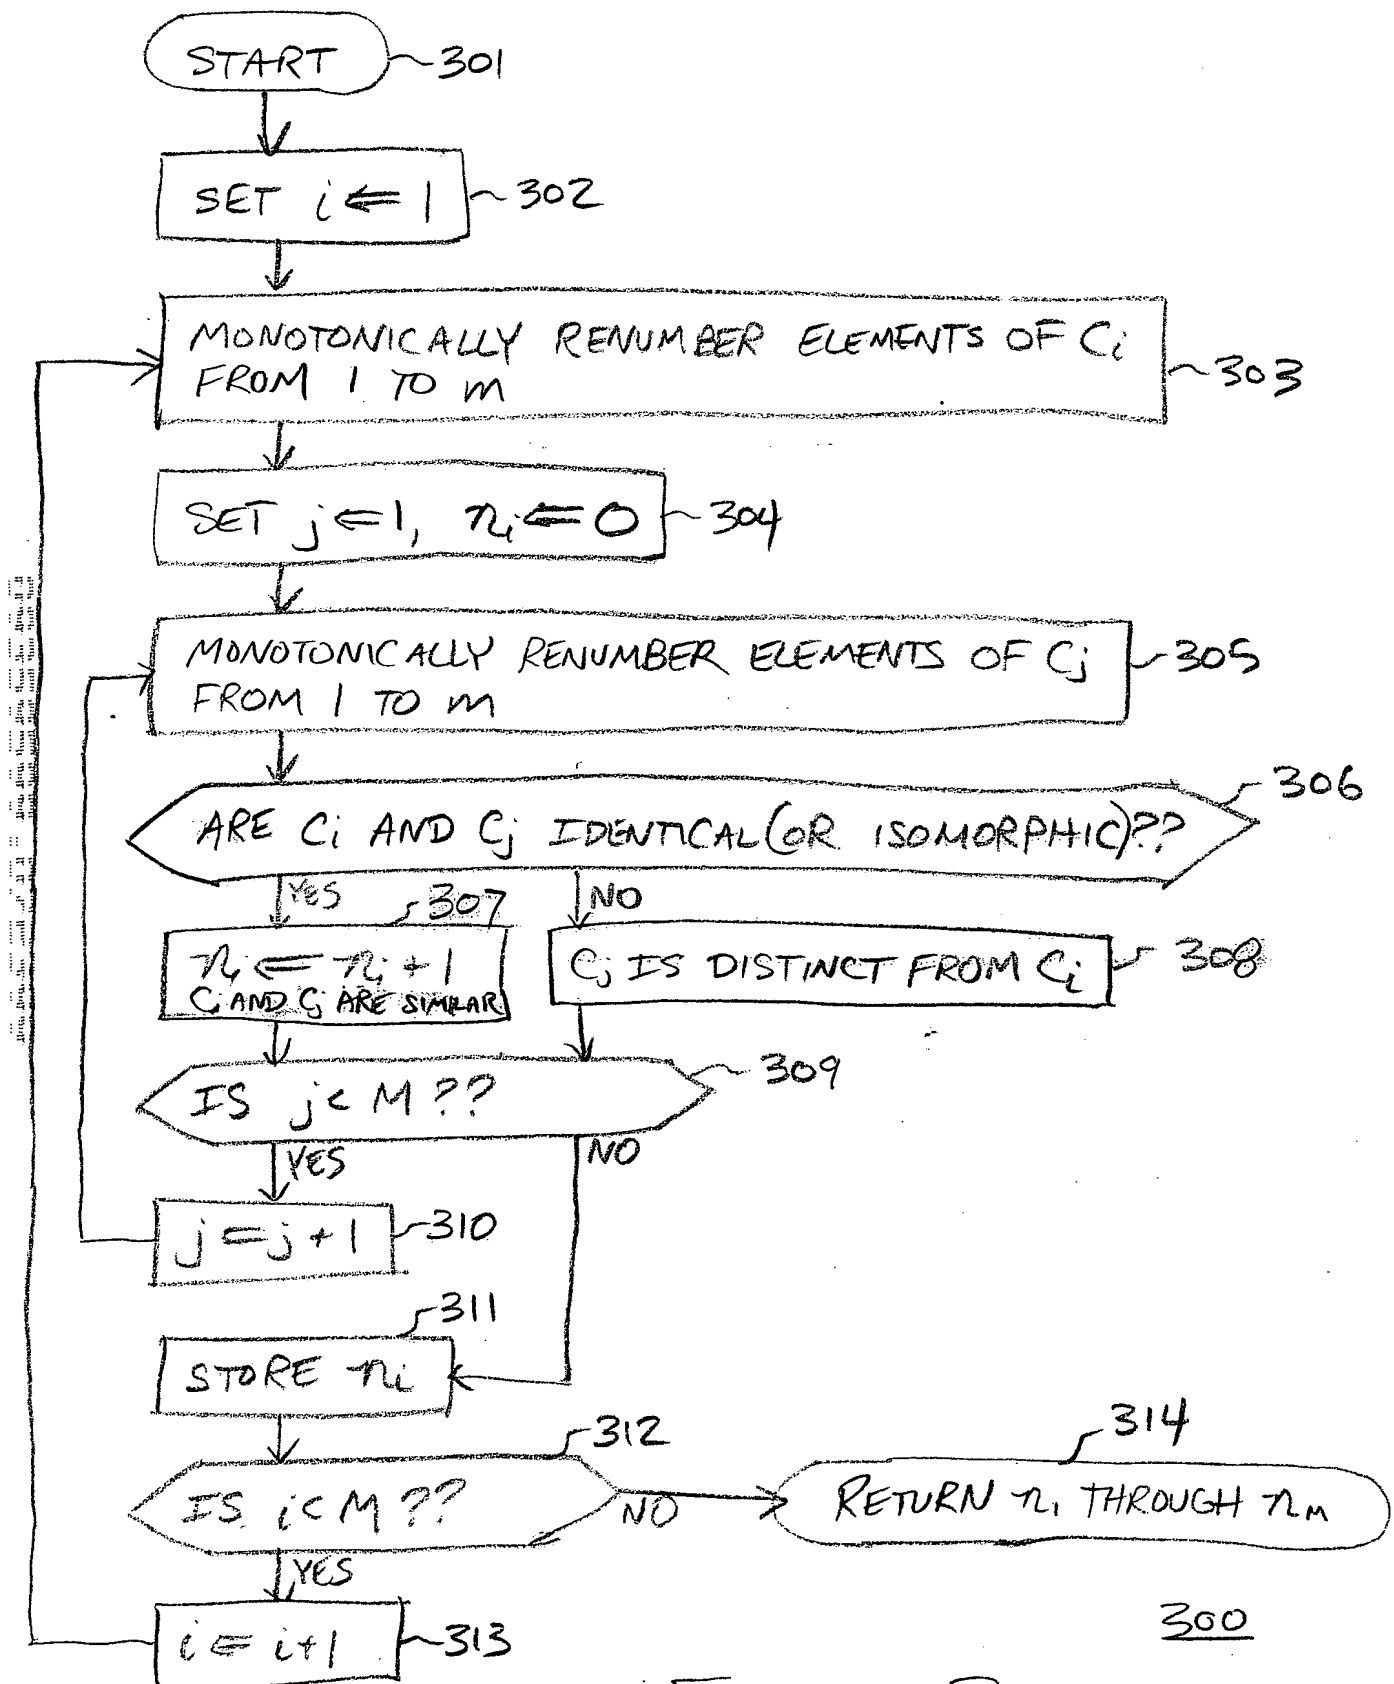 START
301
SET i ⇐ 1
302
MONOTONICALLY RENUMBER ELEMENTS OF Ci
FROM 1 TO m
303
SET j ⇐ 1, ni ⇐ 0
304
MONOTONICALLY RENUMBER ELEMENTS OF Cj
FROM 1 TO m
305
ARE Ci AND Cj IDENTICAL (OR ISOMORPHIC)??
306
YES
NO
307
ni ⇐ ni + 1
Ci AND Cj ARE SIMILAR
Cj IS DISTINCT FROM Ci
308
IS j < M ??
309
YES
NO
j ⇐ j + 1
310
311
STORE ni
312
IS i < M ??
NO
314
RETURN n1 THROUGH nM
YES
i ⇐ i+1
313
300